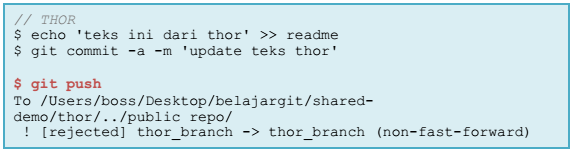 // THOR
$ echo 'teks ini dari thor' >> readme
$ git commit -a -m 'update teks thor'
$ git push
To /Users/boss/Desktop/belajargit/shared-
demo/thor/../public repo/
! [rejected] thor_branch -> thor_branch (non-fast-forward)